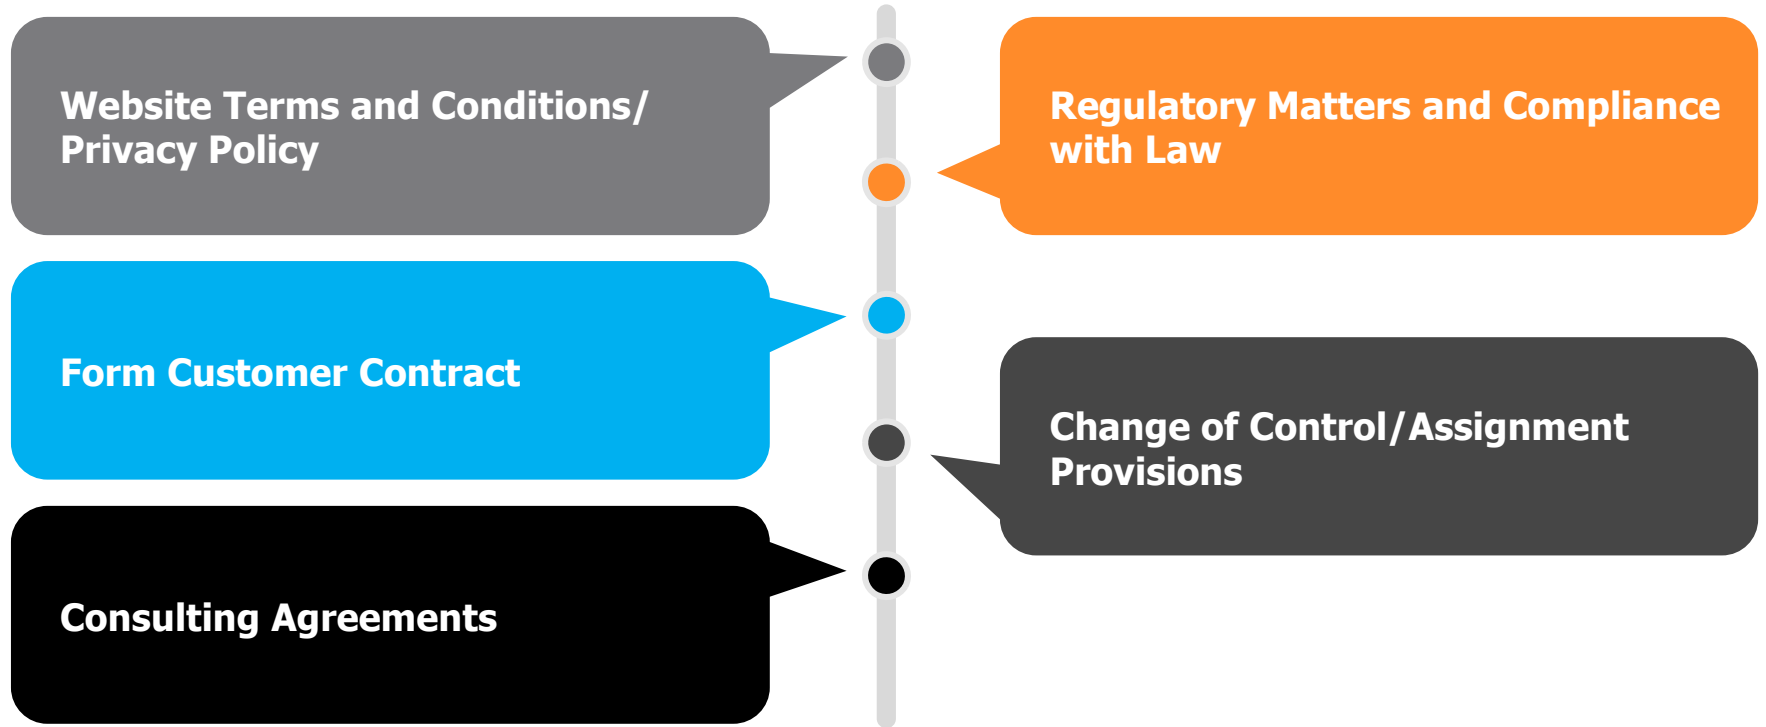 Website Terms and Conditions/
Privacy Policy
Regulatory Matters and Compliance
with Law
Form Customer Contract
Change of Control/Assignment
Provisions
Consulting Agreements